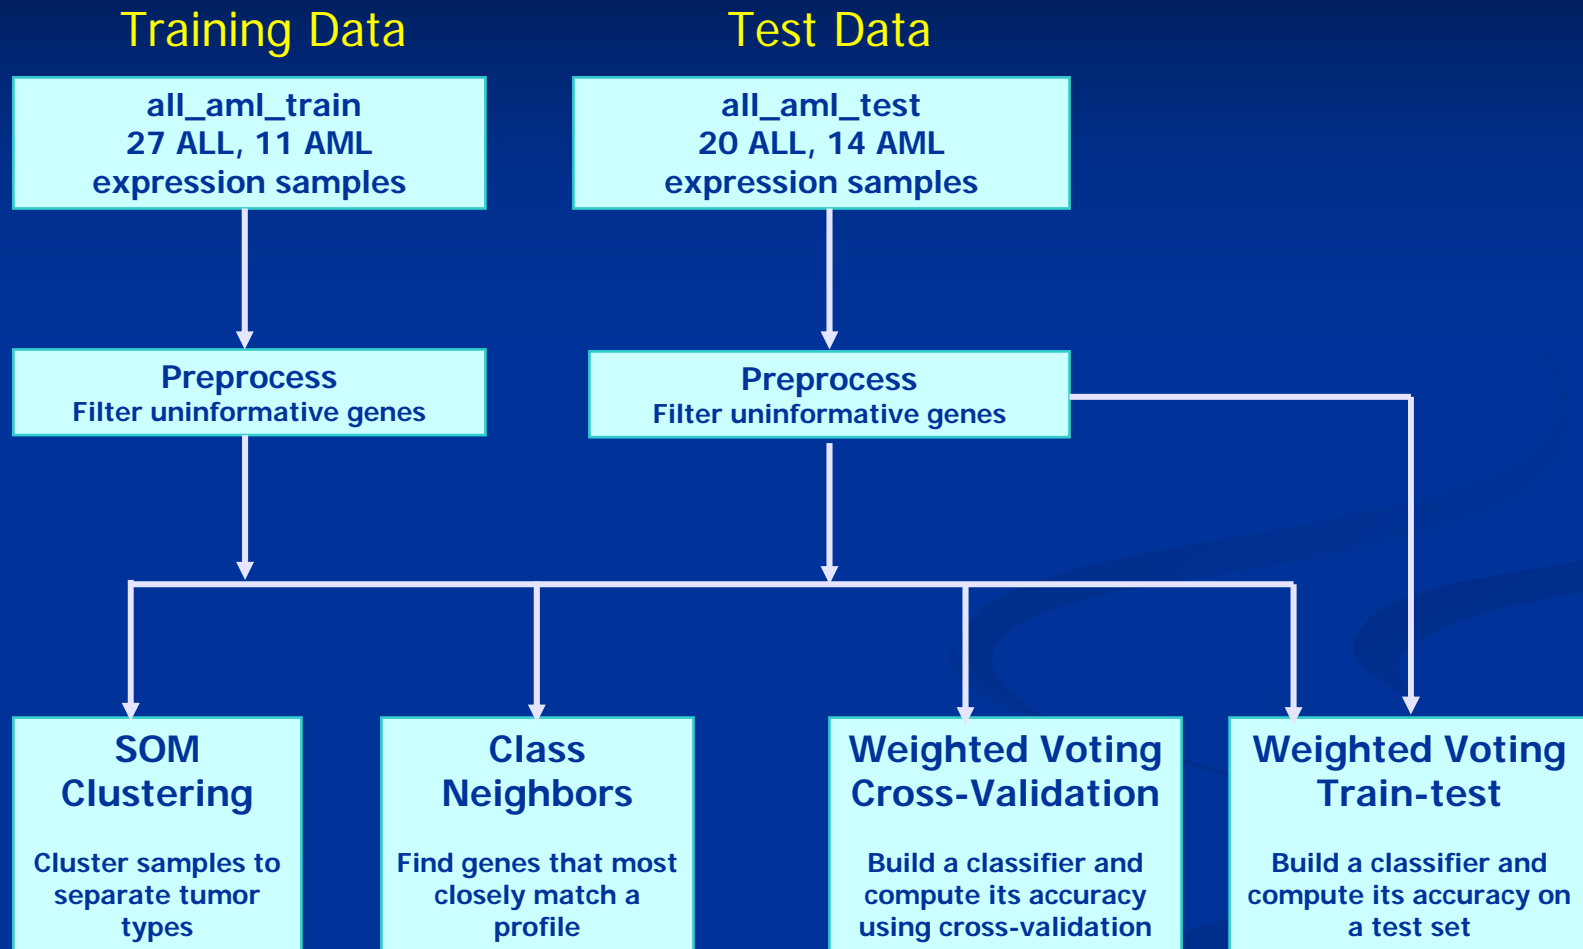 Training Data
Test Data
all_aml_train
27 ALL, 11 AML
expression samples
all_aml_test
20 ALL, 14 AML
expression samples
Preprocess
Filter uninformative genes
Preprocess
Filter uninformative genes
SOM
Clustering
Cluster samples to
separate tumor
types
Class
Neighbors
Find genes that most
closely match a
profile
Weighted Voting
Cross-Validation
Build a classifier and
compute its accuracy
using cross-validation
Weighted Voting
Train-test
Build a classifier and
compute its accuracy on
a test set